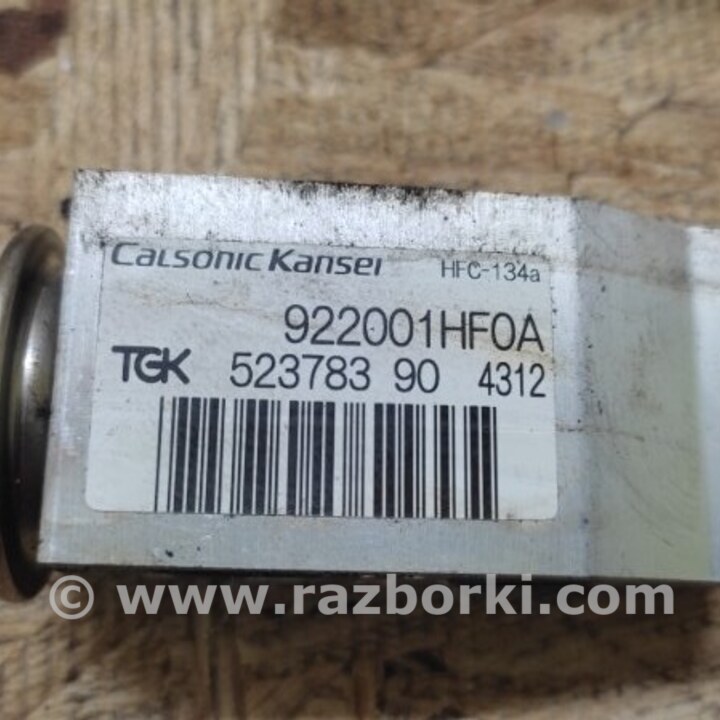 Calsonic Kansei HFC-134a
922001HF0A
TGK 523783 90 4312
© www.razborki.com